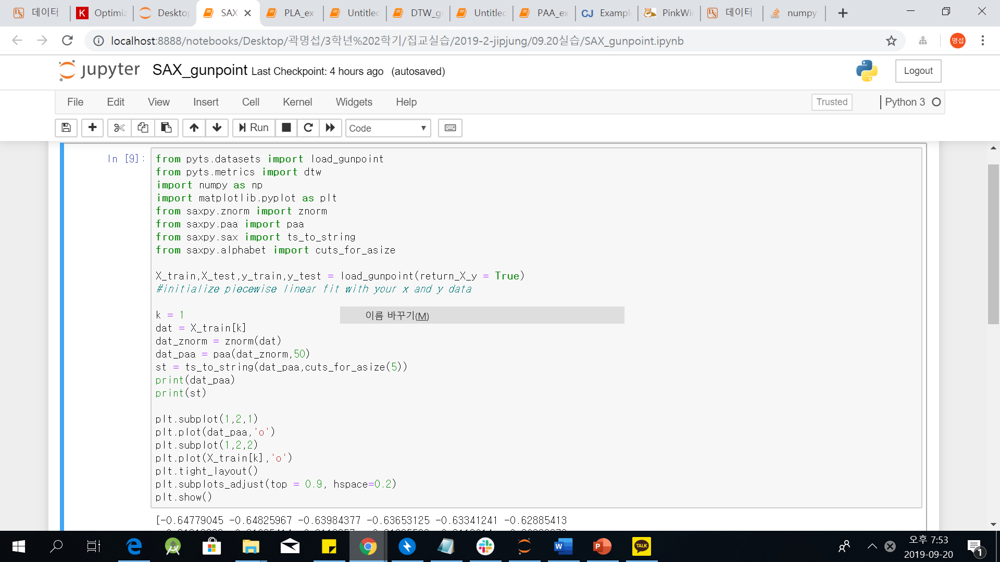 데이터
K Optimiz
Deskto
SAX
PLA_ex
Untitled
DTW_g
Untitled
PAA_ex
CJ Exampl
PinkWi
데이터
numpy
localhost:8888/notebooks/Desktop/곽명섭/3학년%202학기/집교실습/2019-2-jipjung/09.20실습/SAX_gunpoint.ipynb
명섭
jupyter SAX_gunpoint Last Checkpoint: 4 hours ago (autosaved)
Logout
File Edit View Insert Cell Kernel Widgets Help
Trusted
Python 3
Run
Code
In [9]:
from pyts.datasets import load_gunpoint
from pyts.metrics import dtw
import numpy as np
import matplotlib.pyplot as plt
from saxpy.znorm import znorm
from saxpy.paa import paa
from saxpy.sax import ts_to_string
from saxpy.alphabet import cuts_for_asize
X_train,X_test,y_train,y_test = load_gunpoint(return_X_y = True)
#initialize piecewise linear fit with your x and y data
k = 1
이름 바꾸기(M)
dat = X_train[k]
dat_znorm = znorm(dat)
dat_paa = paa(dat_znorm,50)
st = ts_to_string(dat_paa,cuts_for_asize(5))
print(dat_paa)
print(st)
plt.subplot(1,2,1)
plt.plot(dat_paa,'o')
plt.subplot(1,2,2)
plt.plot(X_train[k],'o')
plt.tight_layout()
plt.subplots_adjust(top = 0.9, hspace=0.2)
plt.show()
[-0.64779045 -0.64825967 -0.63984377 -0.63653125 -0.63341241 -0.62885413
TALK
오후 7:53
2019-09-20
1